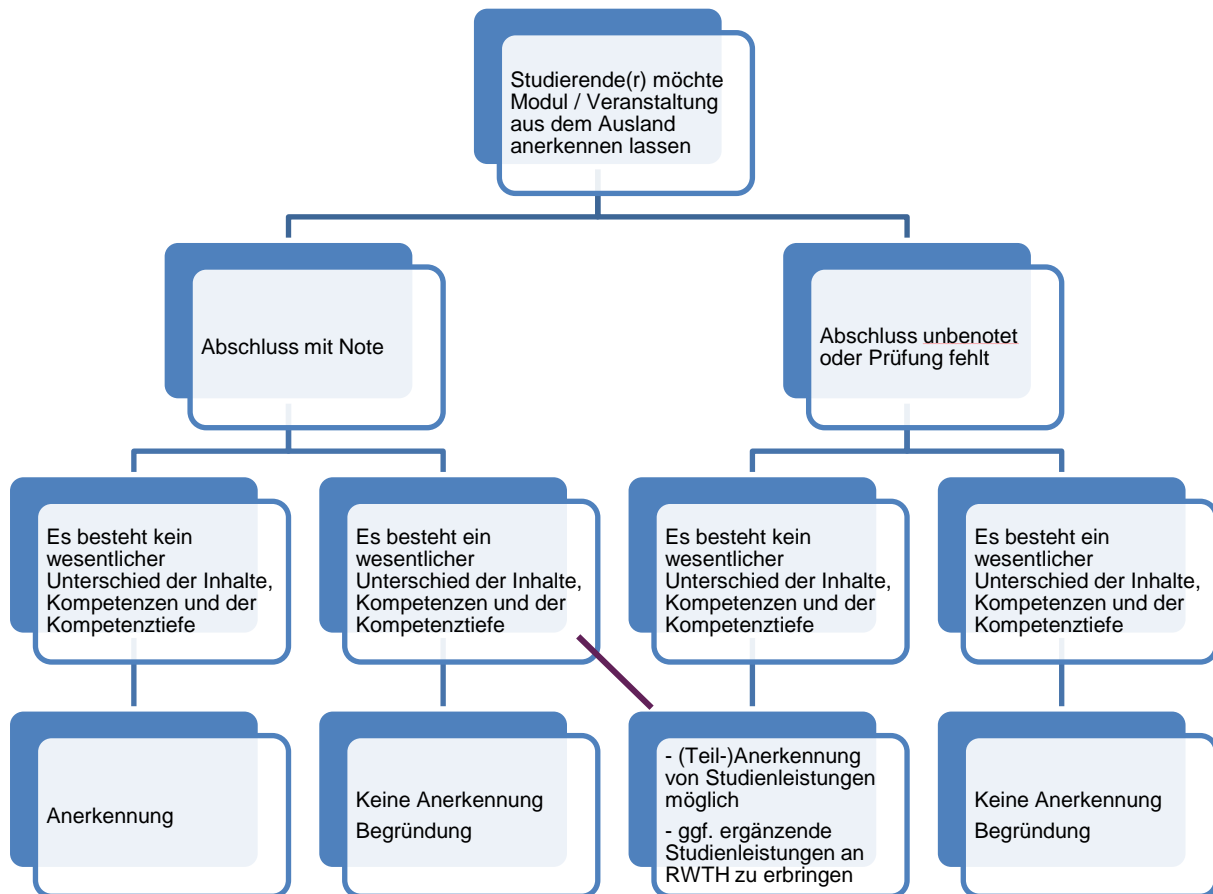 Studierende(r) möchte
Modul / Veranstaltung
aus dem Ausland
anerkennen lassen
Abschluss mit Note
Abschluss unbenotet
oder Prüfung fehlt
Es besteht kein
wesentlicher
Unterschied der Inhalte,
Kompetenzen und der
Kompetenztiefe
Es besteht ein
wesentlicher
Unterschied der Inhalte,
Kompetenzen und der
Kompetenztiefe
Es besteht kein
wesentlicher
Unterschied der Inhalte,
Kompetenzen und der
Kompetenztiefe
Es besteht ein
wesentlicher
Unterschied der Inhalte,
Kompetenzen und der
Kompetenztiefe
Anerkennung
Keine Anerkennung
Begründung
- (Teil-)Anerkennung
von Studienleistungen
möglich
- ggf. ergänzende
Studienleistungen an
RWTH zu erbringen
Keine Anerkennung
Begründung